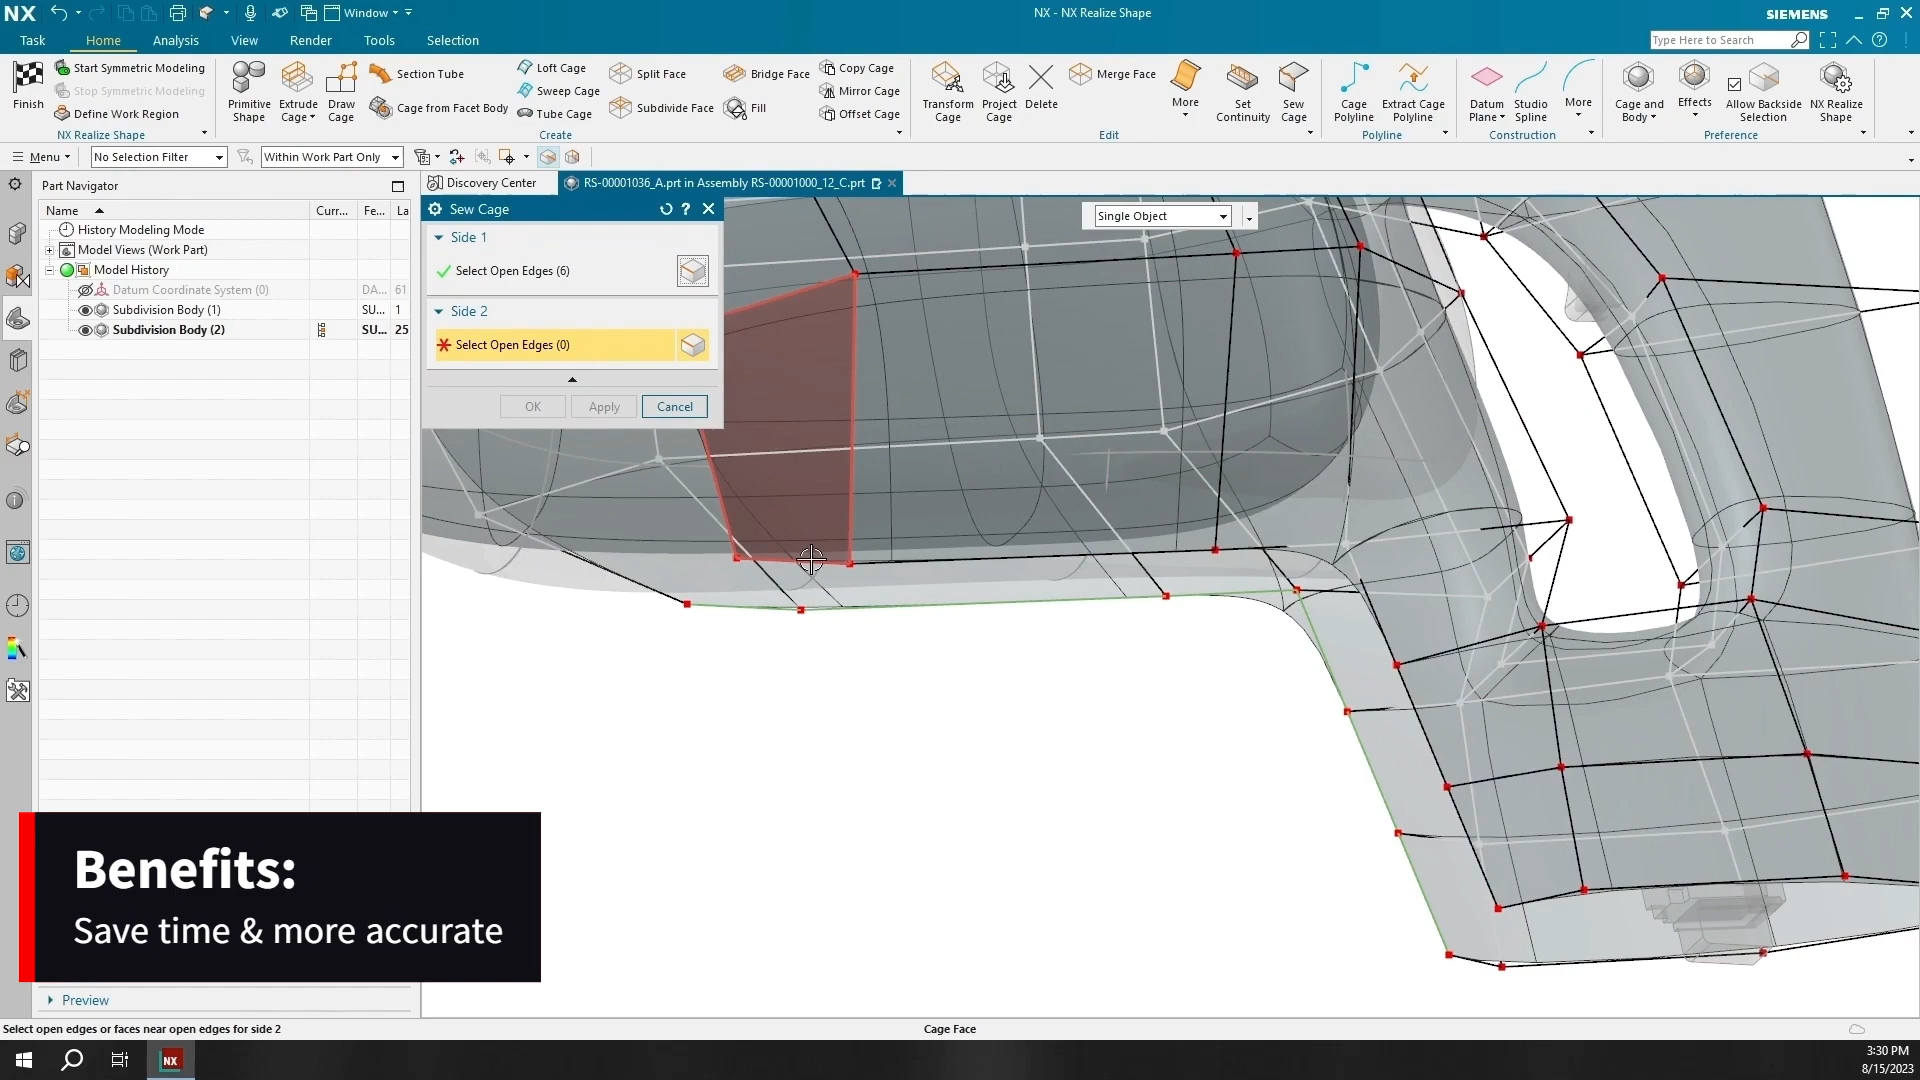 NX
Window
NX - NX Realize Shape
SIEMENS
Task
Home
Analysis
View
Render
Tools
Selection
Type Here to Search
Finish
Start Symmetric Modeling
Stop Symmetric Modeling
Define Work Region
NX Realize Shape
Primitive Shape
Extrude Cage
Draw Cage
Section Tube
Cage from Facet Body
Loft Cage
Sweep Cage
Tube Cage
Split Face
Subdivide Face
Bridge Face
Fill
Copy Cage
Mirror Cage
Offset Cage
Create
Transform Cage
Project Cage
Delete
Merge Face
More
Set Continuity
Sew Cage
Edit
Cage Polyline
Extract Cage Polyline
Polyline
Datum Plane
Studio Spline
More
Construction
Cage and Body
Effects
Allow Backside Selection
NX Realize Shape
Preference
Menu
No Selection Filter
Within Work Part Only
Part Navigator
Discovery Center
RS-00001036_A.prt in Assembly RS-00001000_12_C.prt
Name
Curr...
Fe...
La
History Modeling Mode
Model Views (Work Part)
Model History
Datum Coordinate System (0)
DA...
61
Subdivision Body (1)
SU...
1
Subdivision Body (2)
SU...
25
Sew Cage
Side 1
Select Open Edges (6)
Side 2
Select Open Edges (0)
OK
Apply
Cancel
Single Object
Benefits:
Save time & more accurate
Preview
Select open edges or faces near open edges for side 2
Cage Face
NX
3:30 PM
8/15/2023